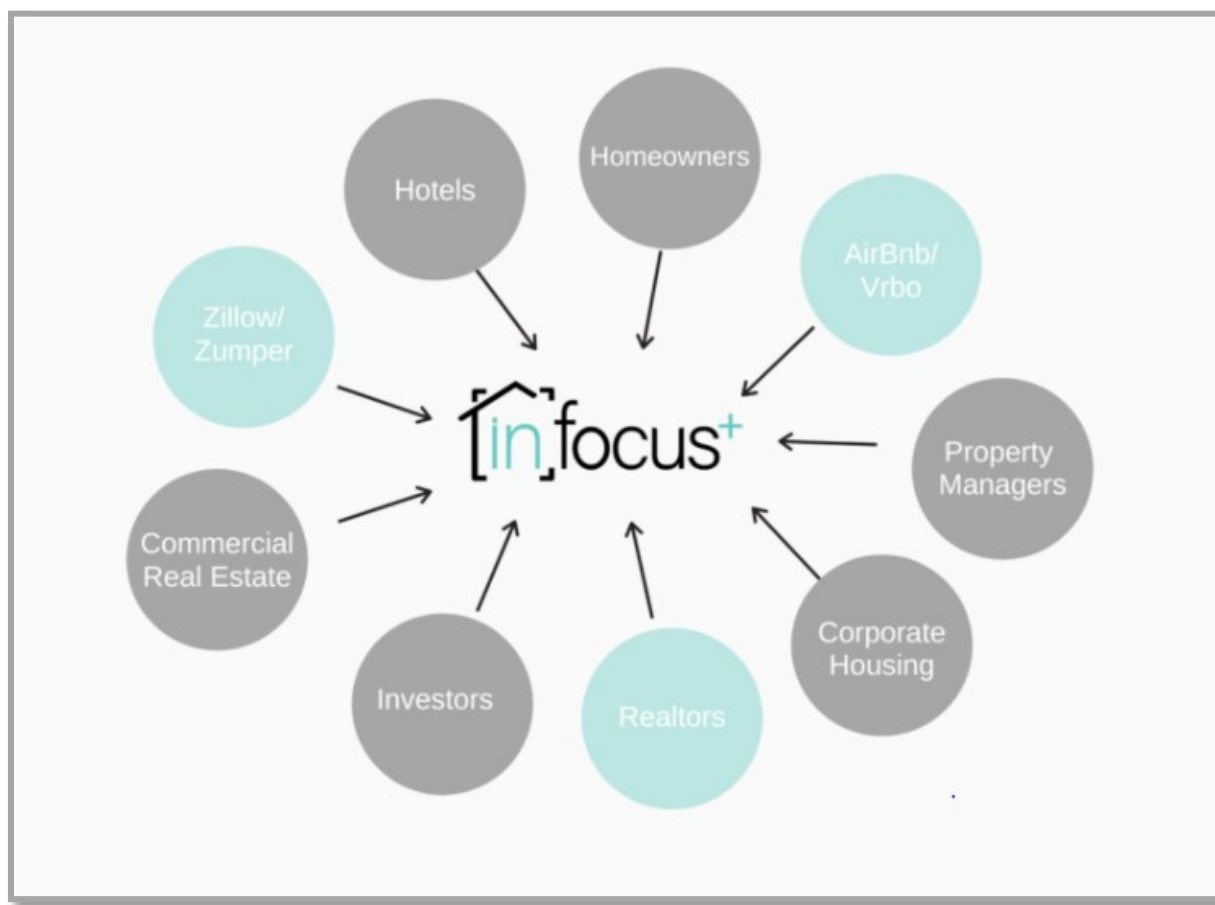 Homeowners
Hotels
AirBnb/
Vrbo
Zillow/
Zumper
[in]focus+
Property
Managers
Commercial
Real Estate
Corporate
Housing
Investors
Realtors